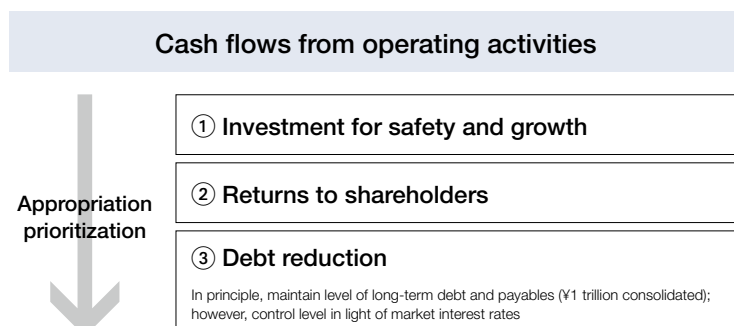 Cash flows from operating activities
Appropriation
prioritization
① Investment for safety and growth
② Returns to shareholders
③ Debt reduction
In principle, maintain level of long-term debt and payables (¥1 trillion consolidated);
however, control level in light of market interest rates